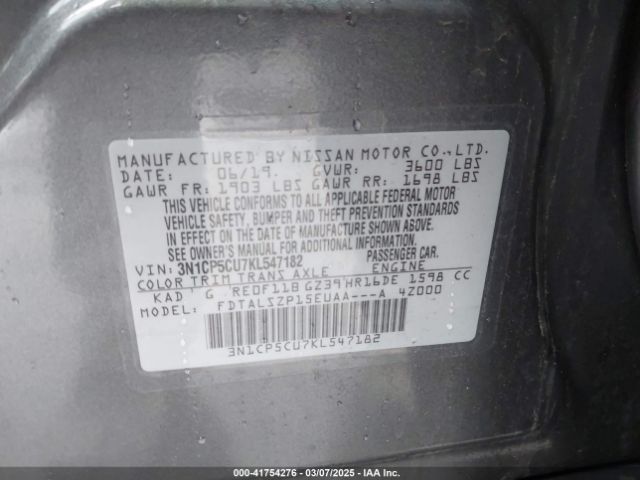 MANUFACTURED BY NISSAN MOTOR CO.,LTD.
DATE: 06/19. GVWR: 3600 LBS
GAWR FR: 1903 LBS GAWR RR: 1698 LBS
THIS VEHICLE CONFORMS TO ALL APPLICABLE FEDERAL MOTOR
VEHICLE SAFETY, BUMPER AND THEFT PREVENTION STANDARDS
IN EFFECT ON THE DATE OF MANUFACTURE SHOWN ABOVE.
SEE OWNER'S MANUAL FOR ADDITIONAL INFORMATION.
VIN: 3N1CP5CU7KL547182 PASSENGER CAR.
COLOR TRIM TRANS AXLE ENGINE
KAD G RE0F11B GZ39 HR16DE 1598 CC
MODEL: FDTALSZP15EUAA---A 4Z000
3N1CP5CU7KL547182
000-41754276 — 03/07/2025 — IAA, Inc.